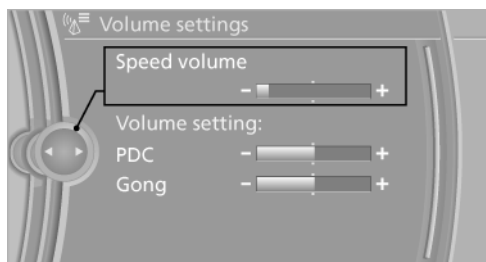 Volume settings
Speed volume
- +
Volume setting:
PDC - +
Gong - +